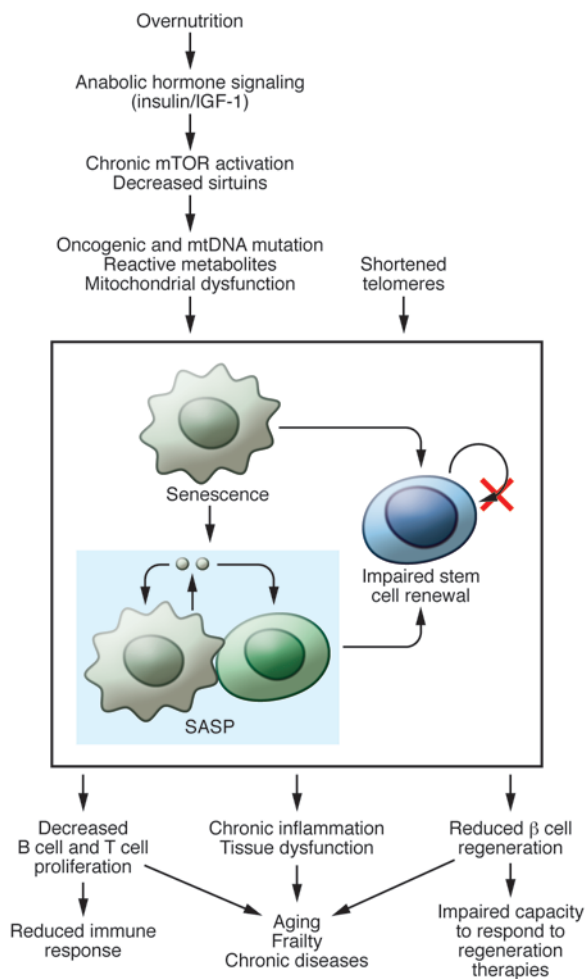 Overnutrition
Anabolic hormone signaling
(insulin/IGF-1)
Chronic mTOR activation
Decreased sirtuins
Oncogenic and mtDNA mutation
Reactive metabolites
Mitochondrial dysfunction
Shortened
telomeres
Senescence
Impaired stem
cell renewal
SASP
Decreased
B cell and T cell
proliferation
Chronic inflammation
Tissue dysfunction
Reduced β cell
regeneration
Reduced immune
response
Aging
Frailty
Chronic diseases
Impaired capacity
to respond to
regeneration
therapies